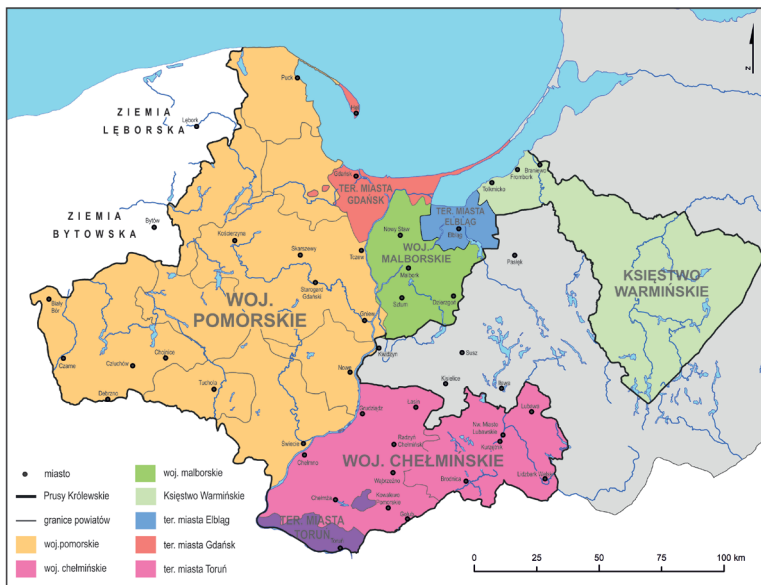 N
Puck
Hel
ZIEMIA
LĘBORSKA
Lębork
Gdańsk
TER. MIASTA
GDAŃSK
Braniewo
Frombork
Tolkmicko
ZIEMIA
BYTOWSKA
Bytów
Kościerzyna
Skarszewy
Tczew
Nowy Staw
TER. MIASTA
ELBLĄG
Elbląg
WOJ.
MALBORSKIE
Malbork
Pasłęk
KSIĘSTWO
WARMIŃSKIE
Starogard
Gdański
Sztum
Dzierzgoń
WOJ.
POMORSKIE
Biały
Bór
Gniew
Czarne
Człuchów
Chojnice
Kwidzyn
Susz
Nowe
Debrzno
Tuchola
Kisielice
Iława
Łasin
Grudziądz
Lubawa
Nw. Miasto
Lubawskie
Kurzętnik
Radzyń
Chełmiński
Świecie
Chełmno
WOJ. CHEŁMIŃSKIE
Wąbrzeźno
Brodnica
Lidzbark
Chełmża
Kowalewo
Pomorskie
Golub
TER. MIASTA
TORUŃ
Toruń
miasto
Prusy Królewskie
granice powiatów
woj.pomorskie
woj. chełmińskie
woj. malborskie
Księstwo Warmińskie
ter. miasta Elbląg
ter. miasta Gdańsk
ter. miasta Toruń
0 25 50 75 100 km